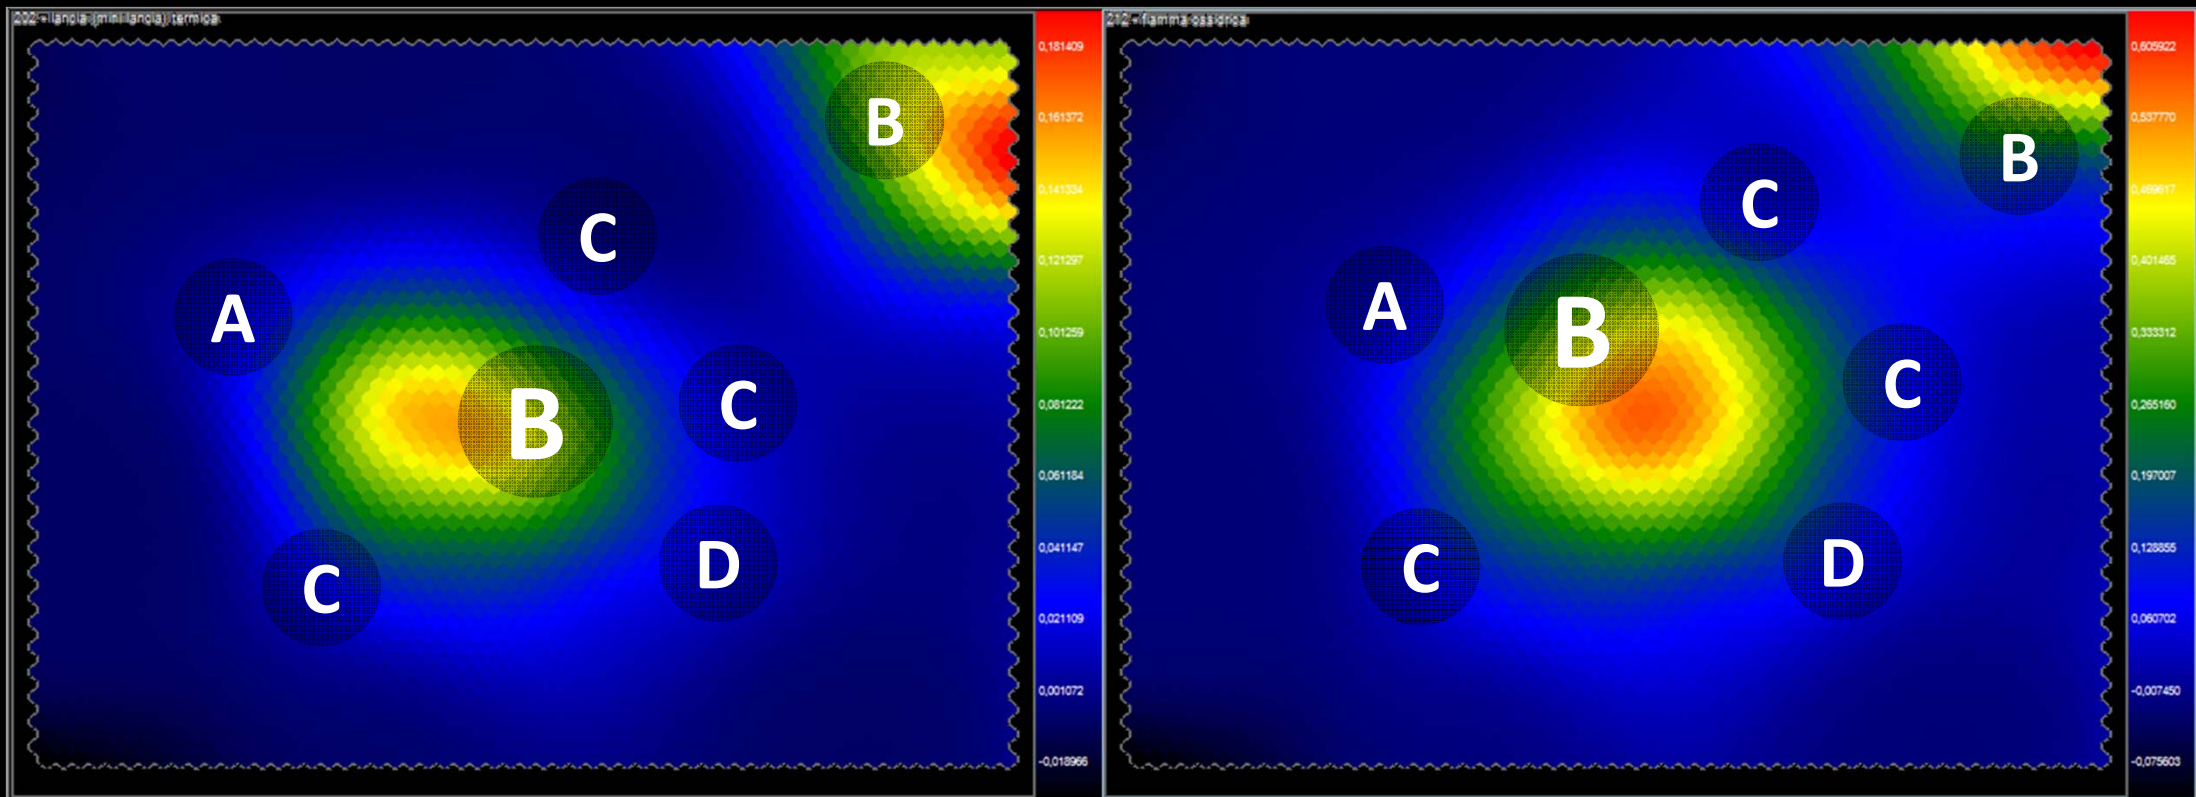 202 - lancia (mini lancia) termica
B
C
A
B
C
C
D
0,181409
0,161372
0,141334
0,121297
0,101259
0,081222
0,061184
0,041147
0,021109
0,001072
-0,018966
212 - fiamma ossidrica
B
C
A
B
C
C
D
0,605922
0,537770
0,469617
0,401465
0,333312
0,265160
0,197007
0,128855
0,060702
-0,007450
-0,075603